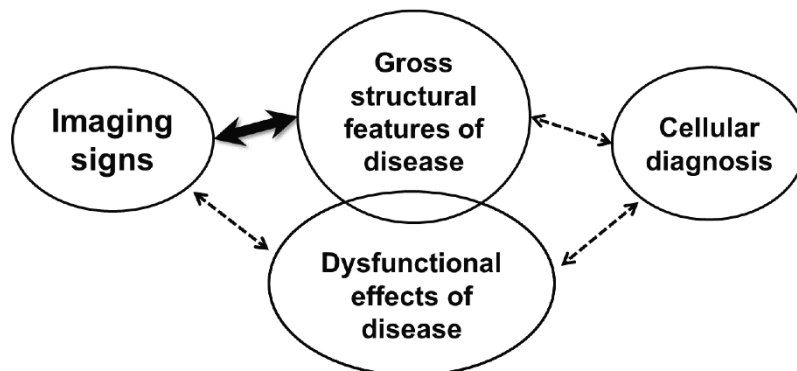 Imaging
signs
Gross
structural
features of
disease
Cellular
diagnosis
Dysfunctional
effects of
disease